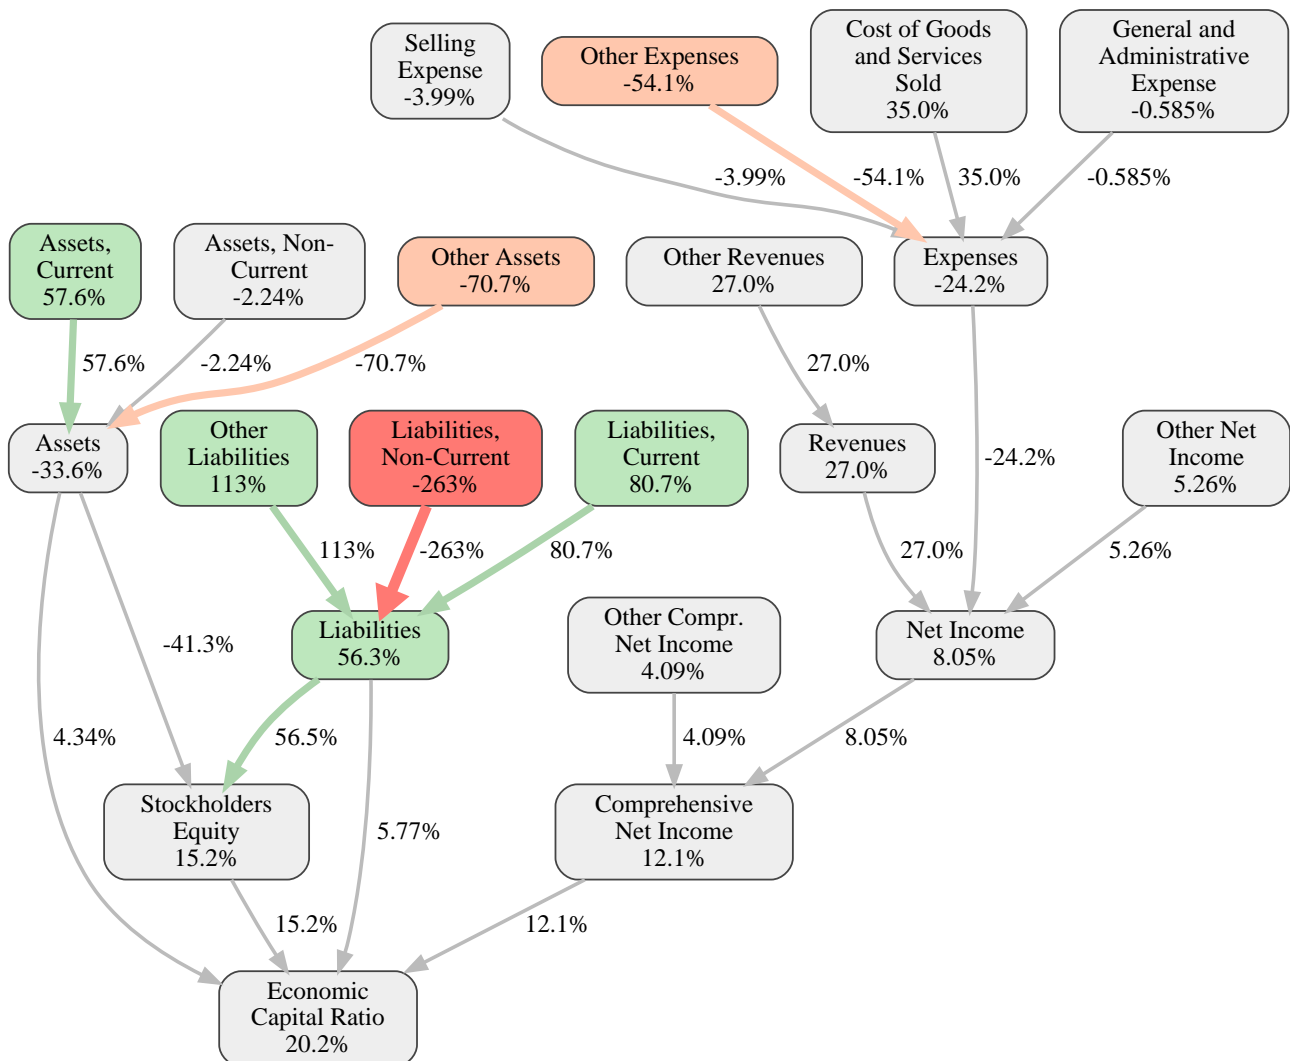 Selling
Expense
-3.99%
Other Expenses
-54.1%
Cost of Goods
and Services
Sold
35.0%
General and
Administrative
Expense
-0.585%
-3.99%
-54.1%
35.0%
-0.585%
Assets,
Current
57.6%
Assets, Non-
Current
-2.24%
Other Assets
-70.7%
Other Revenues
27.0%
Expenses
-24.2%
57.6%
-2.24%
-70.7%
27.0%
Assets
-33.6%
Other
Liabilities
113%
Liabilities,
Non-Current
-263%
Liabilities,
Current
80.7%
Revenues
27.0%
-24.2%
Other Net
Income
5.26%
113%
-263%
80.7%
27.0%
5.26%
-41.3%
Liabilities
56.3%
Other Compr.
Net Income
4.09%
Net Income
8.05%
4.34%
56.5%
4.09%
8.05%
Stockholders
Equity
15.2%
5.77%
Comprehensive
Net Income
12.1%
15.2%
12.1%
Economic
Capital Ratio
20.2%